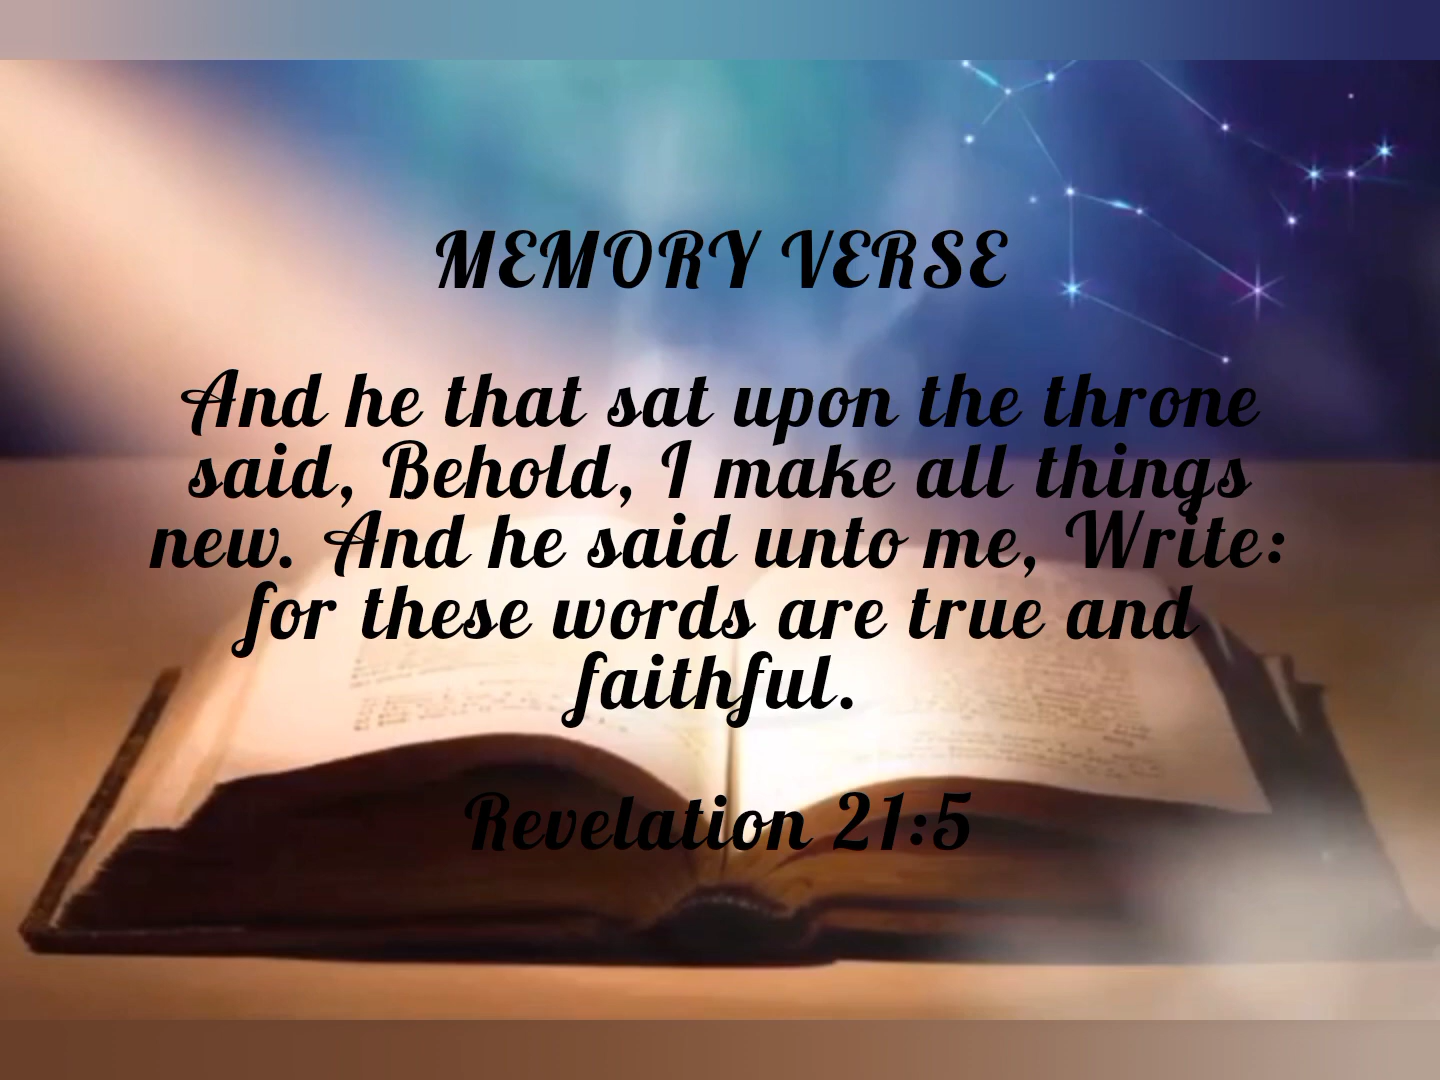 MEMORY VERSE
And he that sat upon the throne
said, Behold, I make all things
new. And he said unto me, Write:
for these words are true and
faithful.
Revelation 21:5